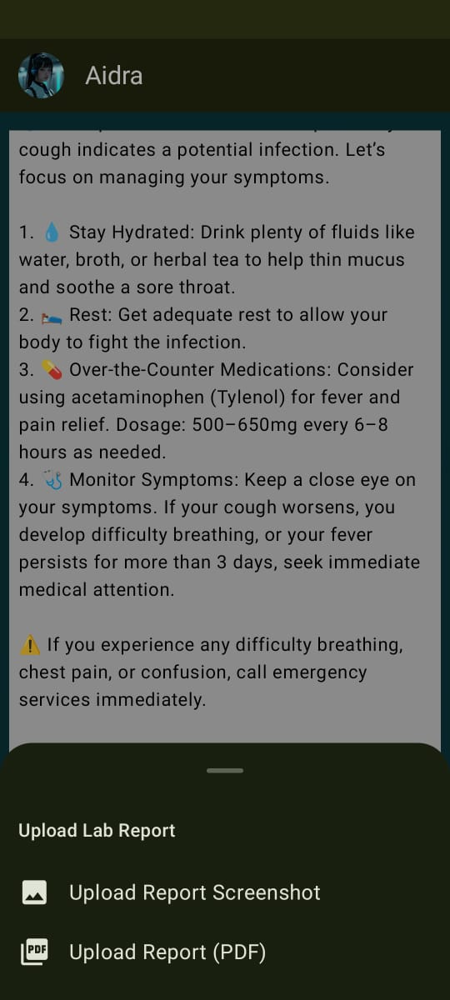 Aidra
cough indicates a potential infection. Let’s
focus on managing your symptoms.
1. 💧 Stay Hydrated: Drink plenty of fluids like
water, broth, or herbal tea to help thin mucus
and soothe a sore throat.
2. 🛌 Rest: Get adequate rest to allow your
body to fight the infection.
3. 💊 Over-the-Counter Medications: Consider
using acetaminophen (Tylenol) for fever and
pain relief. Dosage: 500–650mg every 6–8
hours as needed.
4. 🩺 Monitor Symptoms: Keep a close eye on
your symptoms. If your cough worsens, you
develop difficulty breathing, or your fever
persists for more than 3 days, seek immediate
medical attention.
⚠️ If you experience any difficulty breathing,
chest pain, or confusion, call emergency
services immediately.
Upload Lab Report
Upload Report Screenshot
PDF Upload Report (PDF)